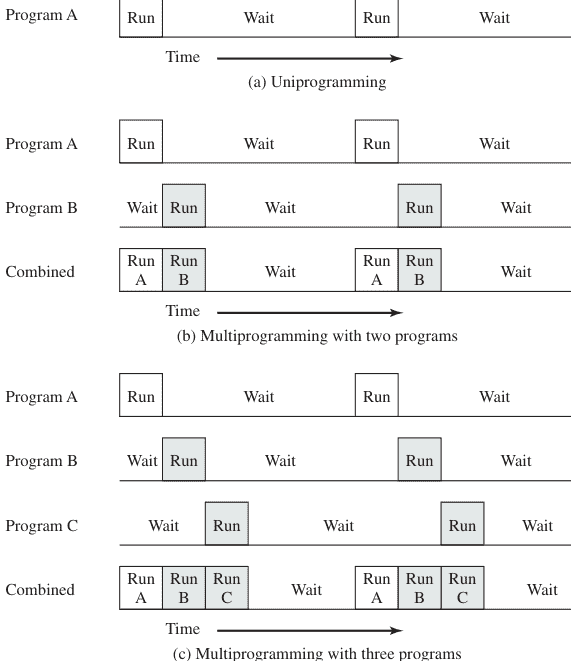 Program A Run Wait Run Wait
Time
(a) Uniprogramming
Program A Run Wait Run Wait
Program B Wait Run Wait Run Wait
Combined Run A Run B Wait Run A Run B Wait
Time
(b) Multiprogramming with two programs
Program A Run Wait Run Wait
Program B Wait Run Wait Run Wait
Program C Wait Run Wait Run Wait
Combined Run A Run B Run C Wait Run A Run B Run C Wait
Time
(c) Multiprogramming with three programs